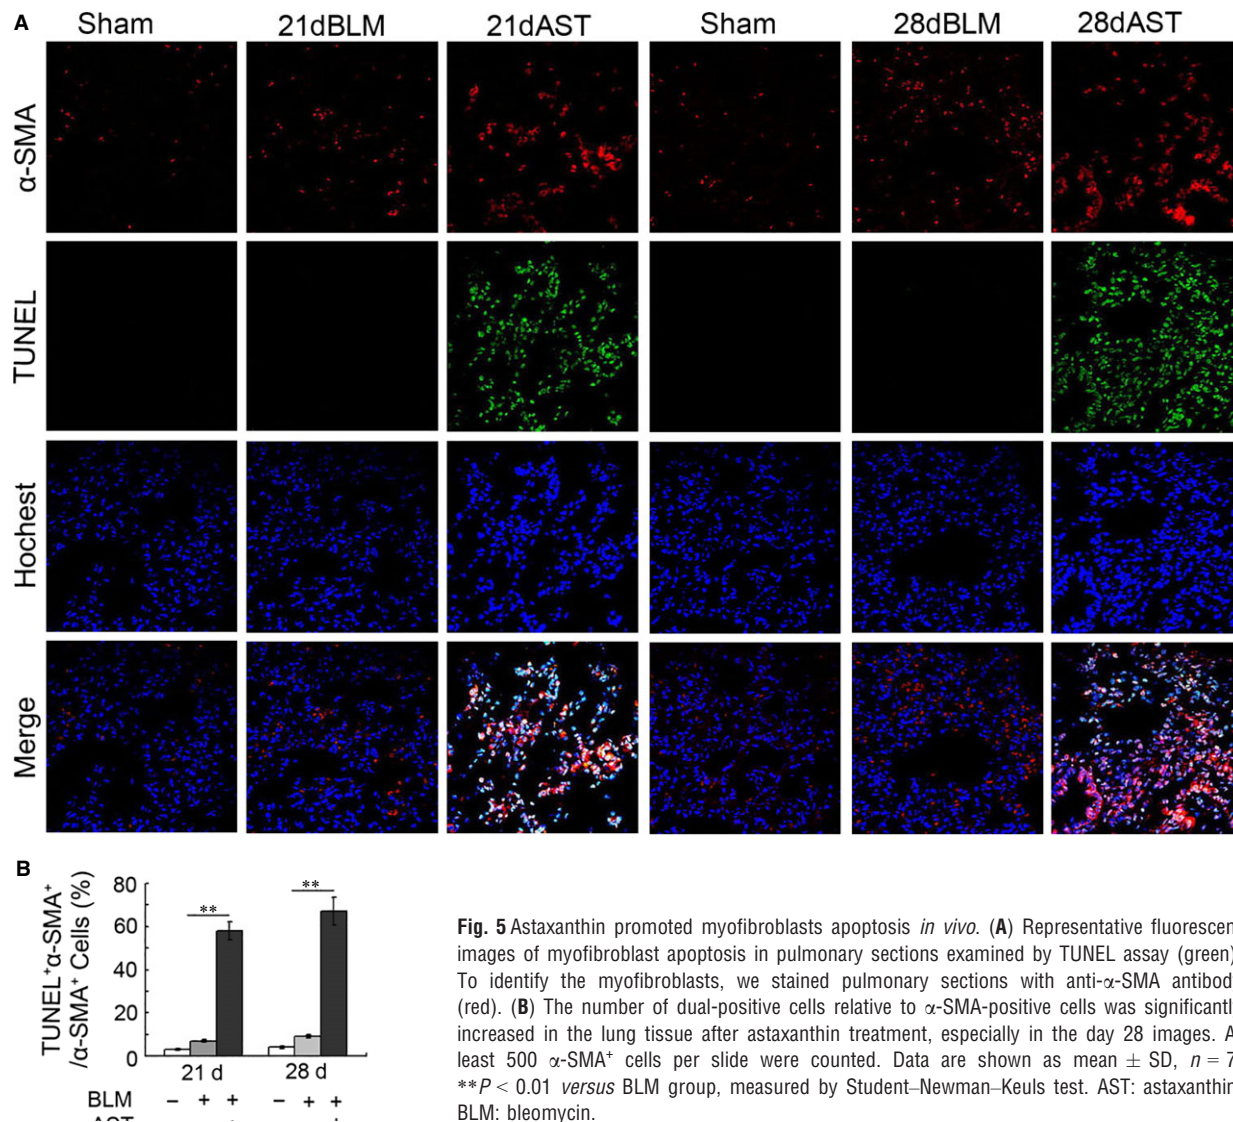 A
Sham 21dBLM 21dAST Sham 28dBLM 28dAST
α-SMA
TUNEL
Hochest
Merge
B
TUNEL⁺α-SMA⁺
/α-SMA⁺ Cells (%)
80
60
40
20
0
** **
21 d 28 d
BLM − + + − + +
Fig. 5 Astaxanthin promoted myofibroblasts apoptosis in vivo. (A) Representative fluorescen
images of myofibroblast apoptosis in pulmonary sections examined by TUNEL assay (green)
To identify the myofibroblasts, we stained pulmonary sections with anti-α-SMA antibod
(red). (B) The number of dual-positive cells relative to α-SMA-positive cells was significantl
increased in the lung tissue after astaxanthin treatment, especially in the day 28 images. A
least 500 α-SMA⁺ cells per slide were counted. Data are shown as mean ± SD, n = 7
**P < 0.01 versus BLM group, measured by Student–Newman–Keuls test. AST: astaxanthin
BLM: bleomycin.